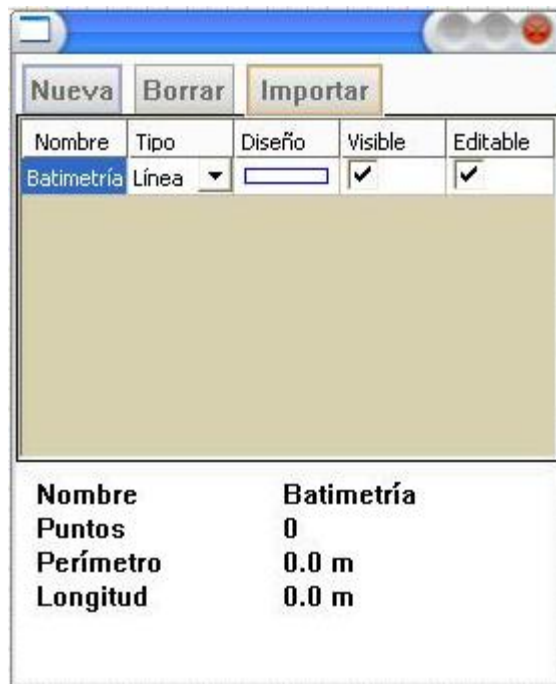 Nueva Borrar Importar
Nombre Tipo Diseño Visible Editable
Batimetría Línea
Nombre Batimetría
Puntos 0
Perímetro 0.0 m
Longitud 0.0 m